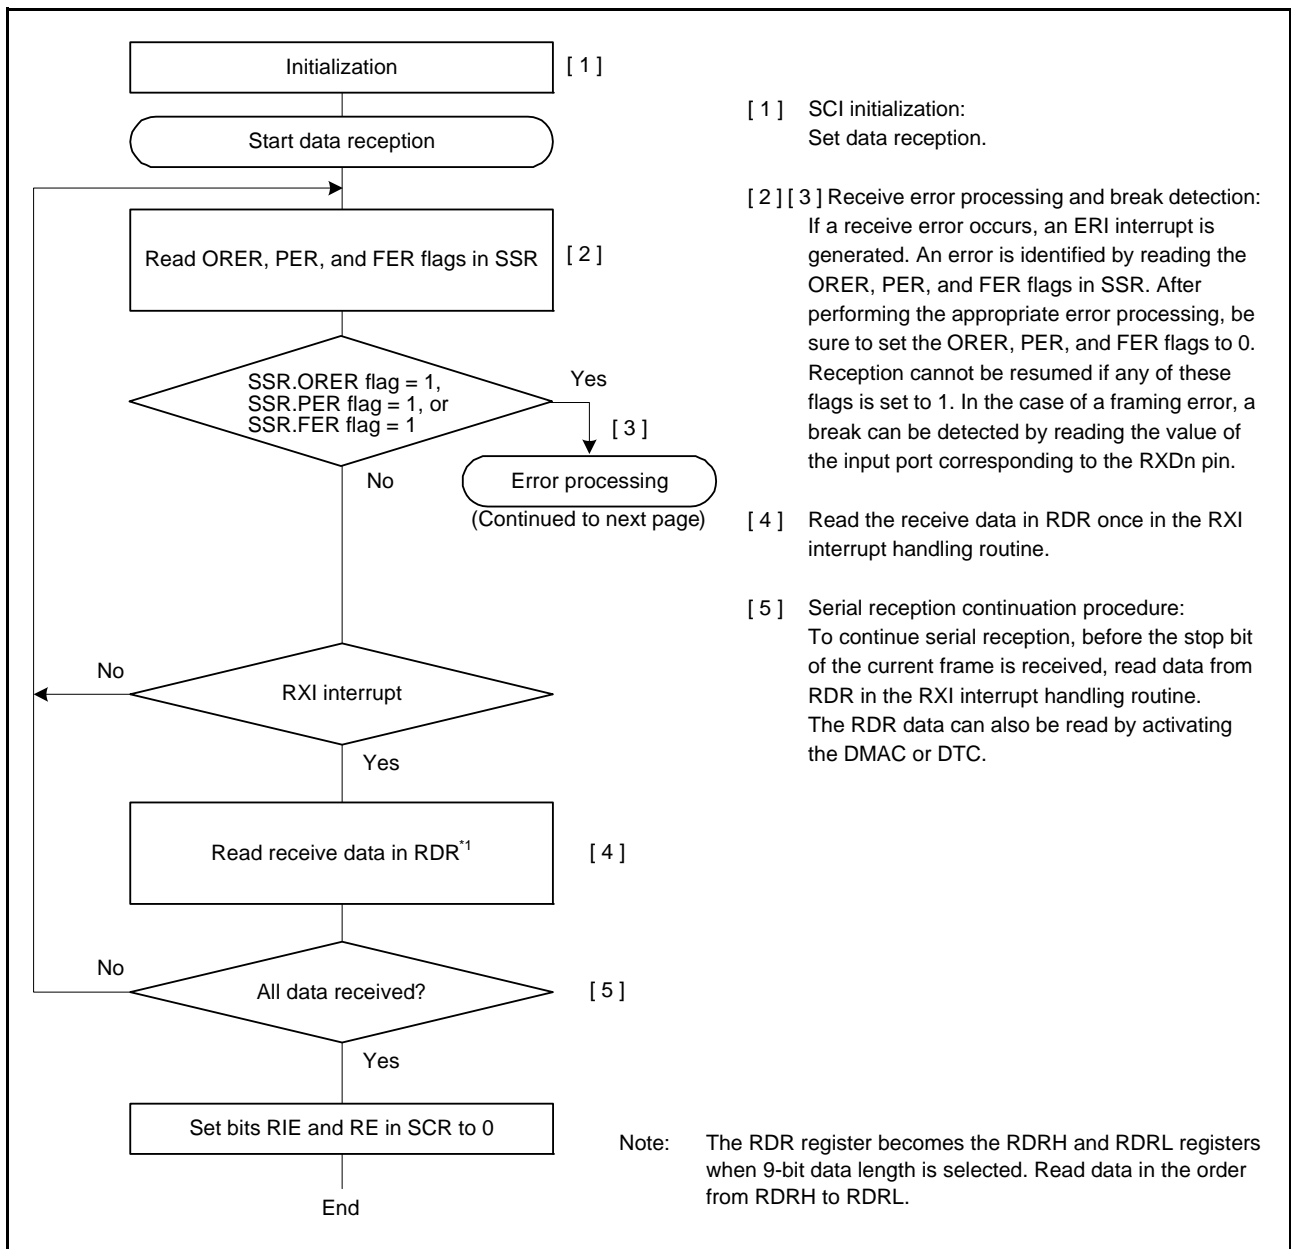 Initialization
[ 1 ]
Start data reception
Read ORER, PER, and FER flags in SSR
[ 2 ]
SSR.ORER flag = 1,
SSR.PER flag = 1, or
SSR.FER flag = 1
Yes
[ 3 ]
No
Error processing
(Continued to next page)
No
RXI interrupt
Yes
Read receive data in RDR*1
[ 4 ]
No
All data received?
[ 5 ]
Yes
Set bits RIE and RE in SCR to 0
End
[ 1 ] SCI initialization:
Set data reception.
[ 2 ] [ 3 ] Receive error processing and break detection:
If a receive error occurs, an ERI interrupt is
generated. An error is identified by reading the
ORER, PER, and FER flags in SSR. After
performing the appropriate error processing, be
sure to set the ORER, PER, and FER flags to 0.
Reception cannot be resumed if any of these
flags is set to 1. In the case of a framing error, a
break can be detected by reading the value of
the input port corresponding to the RXDn pin.
[ 4 ] Read the receive data in RDR once in the RXI
interrupt handling routine.
[ 5 ] Serial reception continuation procedure:
To continue serial reception, before the stop bit
of the current frame is received, read data from
RDR in the RXI interrupt handling routine.
The RDR data can also be read by activating
the DMAC or DTC.
Note: The RDR register becomes the RDRH and RDRL registers
when 9-bit data length is selected. Read data in the order
from RDRH to RDRL.